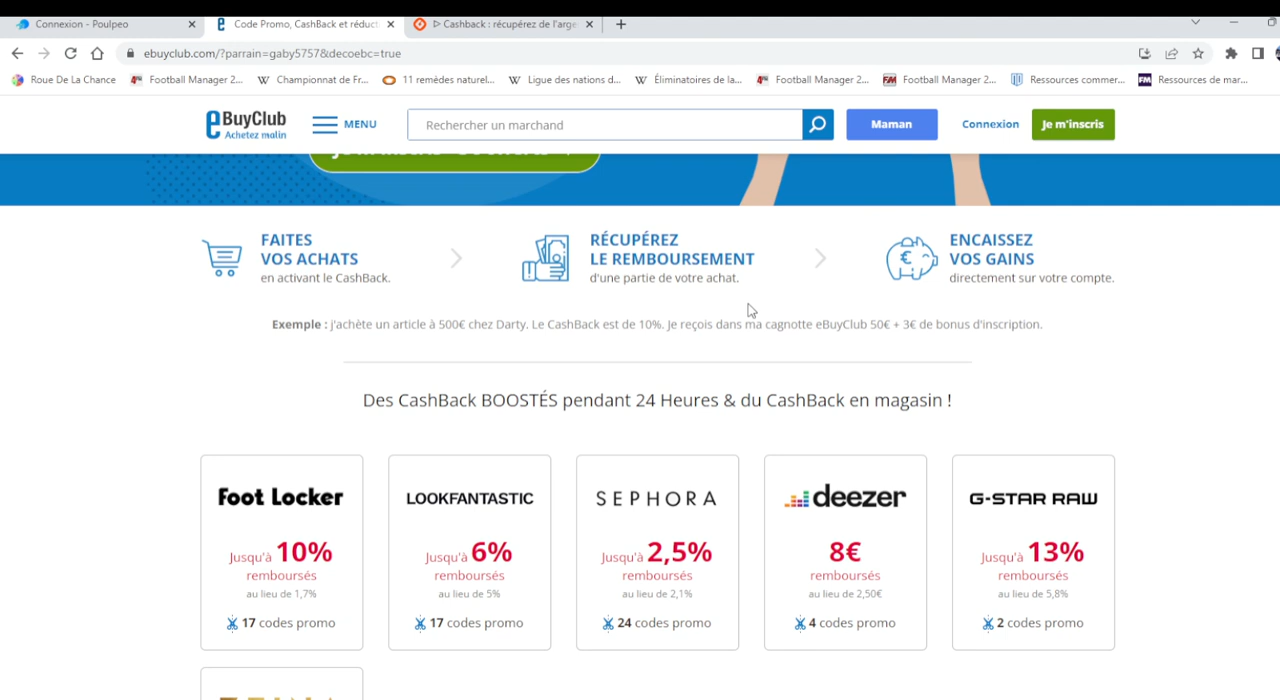 Connexion - Poulpeo
Code Promo, CashBack et réduct
ᐅ Cashback : récupérez de l'arge
ebuyclub.com/?parrain=gaby5757&decoebc=true
Roue De La Chance
Football Manager 2...
Championnat de Fr...
11 remèdes naturel...
Ligue des nations d...
Éliminatoires de la...
Football Manager 2...
Football Manager 2...
Ressources commer...
Ressources de mar...
eBuyClub
Achetez malin
MENU
Rechercher un marchand
Maman
Connexion
Je m'inscris
FAITES
VOS ACHATS
en activant le CashBack.
RÉCUPÉREZ
LE REMBOURSEMENT
d'une partie de votre achat.
ENCAISSEZ
VOS GAINS
directement sur votre compte.
Exemple : j'achète un article à 500€ chez Darty. Le CashBack est de 10%. Je reçois dans ma cagnotte eBuyClub 50€ + 3€ de bonus d'inscription.
Des CashBack BOOSTÉS pendant 24 Heures & du CashBack en magasin !
Foot Locker
Jusqu'à 10%
remboursés
au lieu de 1,7%
17 codes promo
LOOKFANTASTIC
Jusqu'à 6%
remboursés
au lieu de 5%
17 codes promo
SEPHORA
Jusqu'à 2,5%
remboursés
au lieu de 2,1%
24 codes promo
deezer
8€
remboursés
au lieu de 2,50€
4 codes promo
G-STAR RAW
Jusqu'à 13%
remboursés
au lieu de 5,8%
2 codes promo